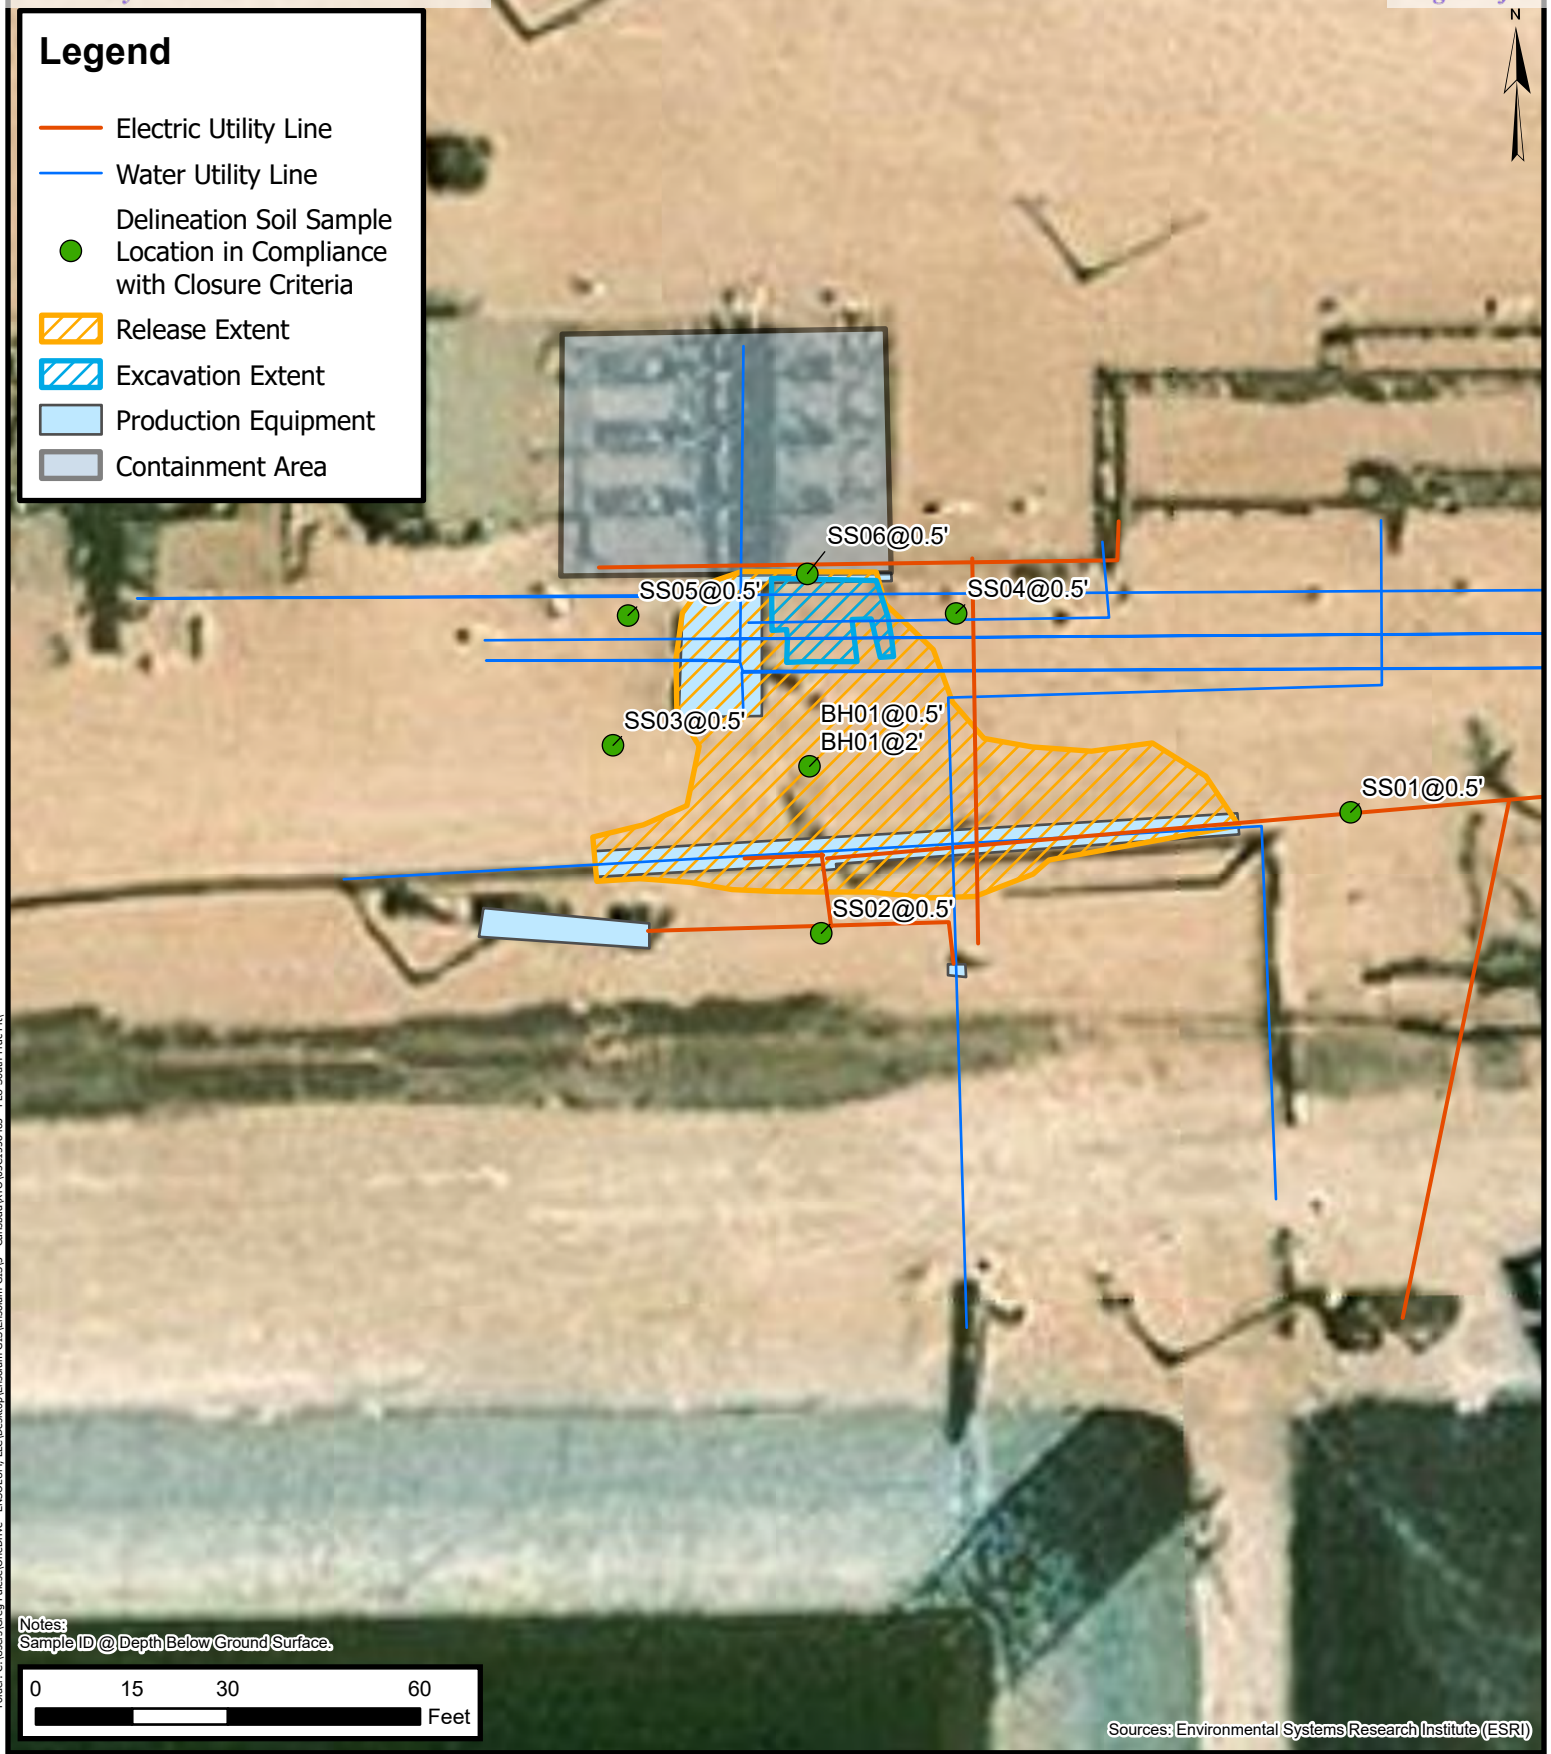 Legend
Electric Utility Line
Water Utility Line
Delineation Soil Sample
Location in Compliance
with Closure Criteria
Release Extent
Excavation Extent
Production Equipment
Containment Area
N
SS06@0.5'
SS05@0.5'
SS04@0.5'
SS03@0.5'
BH01@0.5'
BH01@2'
SS01@0.5'
SS02@0.5'
Notes:
Sample ID @ Depth Below Ground Surface.
0 15 30 60
Feet
Sources: Environmental Systems Research Institute (ESRI)